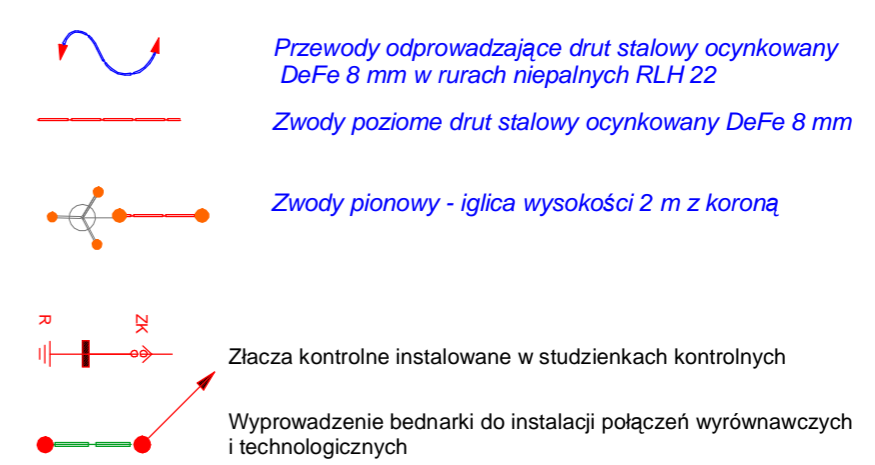 Przewody odprowadzające drut stalowy ocynkowany
DeFe 8 mm w rurach niepalnych RLH 22
Zwody poziome drut stalowy ocynkowany DeFe 8 mm
Zwody pionowy - iglica wysokości 2 m z koroną
R ZK
Złacza kontrolne instalowane w studzienkach kontrolnych
Wyprowadzenie bednarki do instalacji połączeń wyrównawczych
i technologicznych